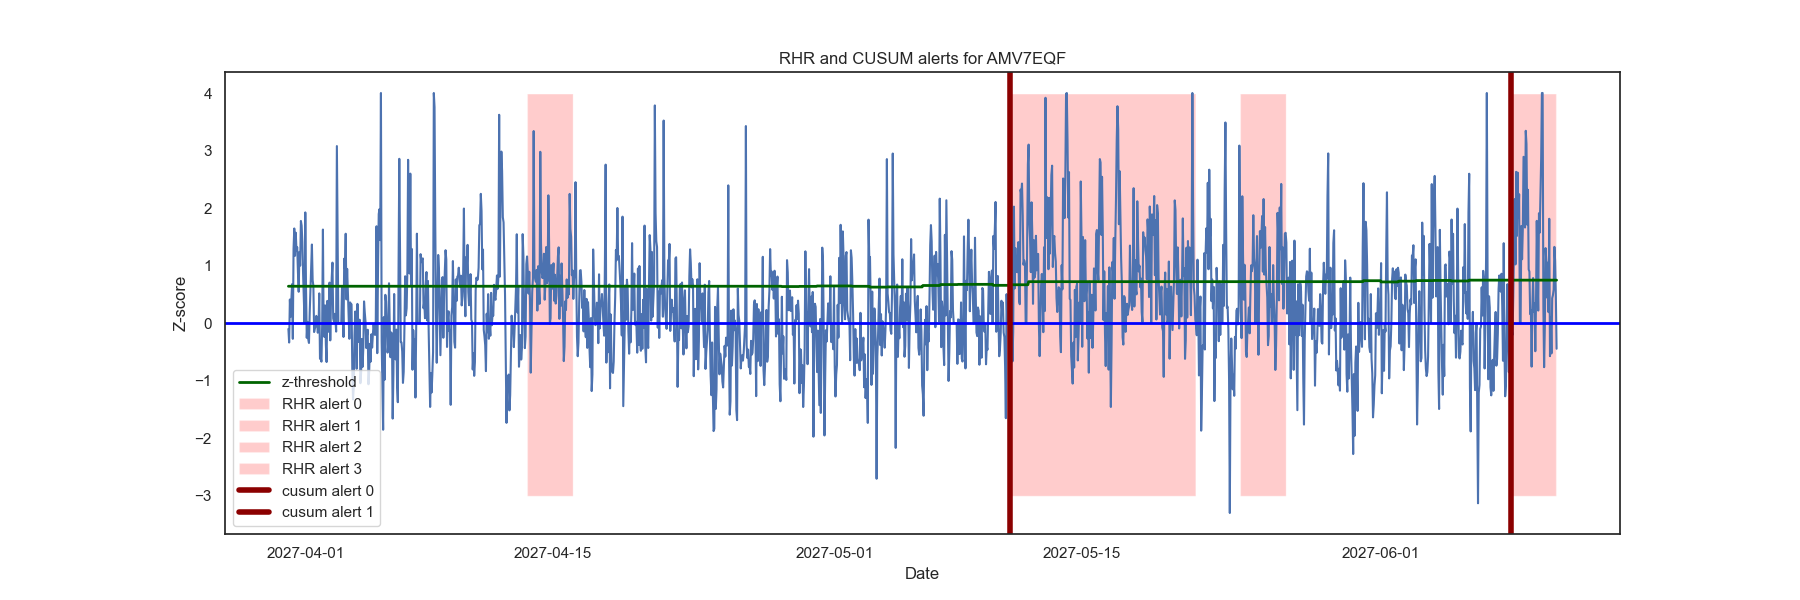 RHR and CUSUM alerts for AMV7EQF
4
3
2
1
0
−1
−2
−3
Z-score
z-threshold
RHR alert 0
RHR alert 1
RHR alert 2
RHR alert 3
cusum alert 0
cusum alert 1
2027-04-01
2027-04-15
2027-05-01
2027-05-15
2027-06-01
Date